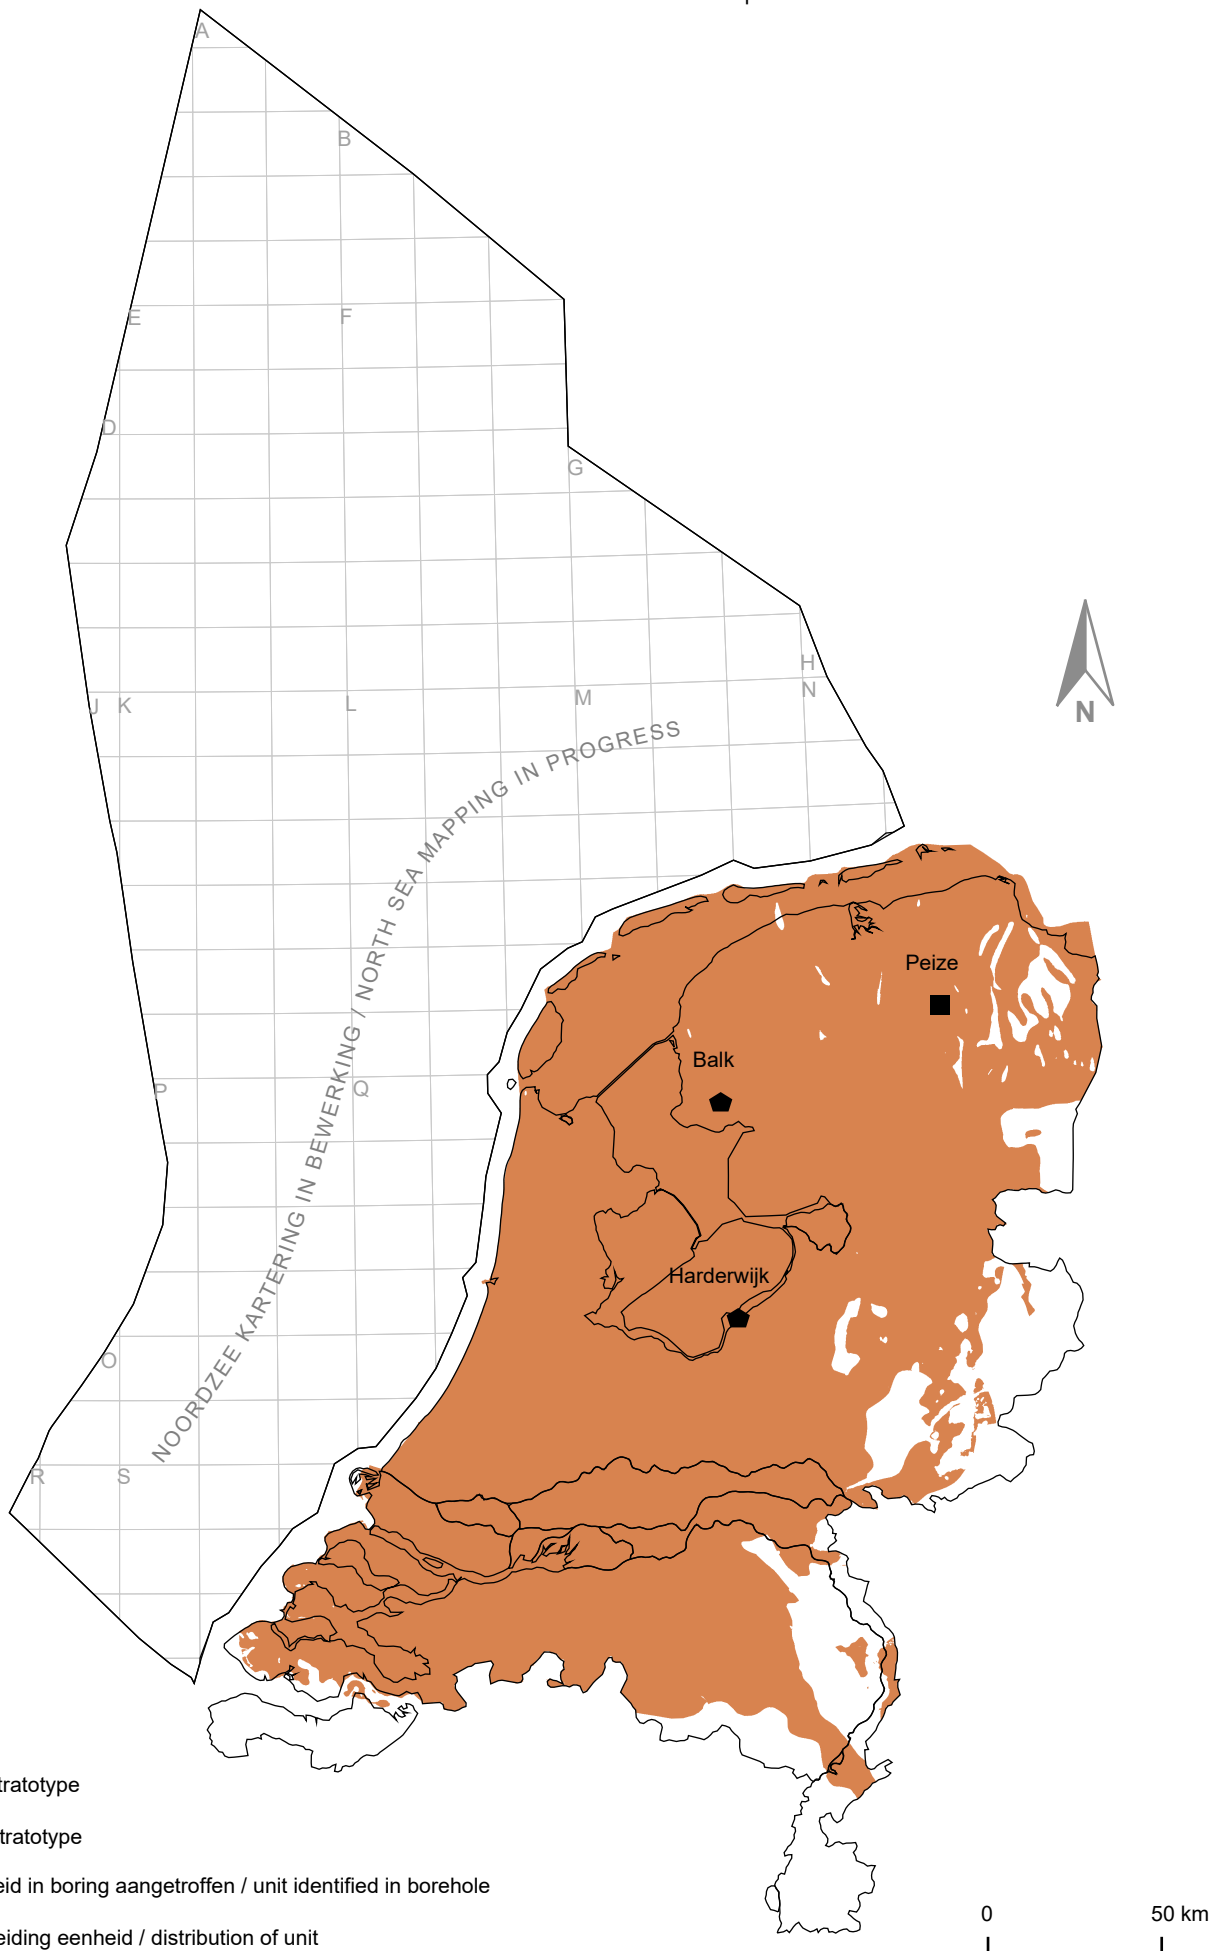 A
B
E
F
D
G
H
N
J K
L
M
NOORDZEE KARTERING IN BEWERKING / NORTH SEA MAPPING IN PROGRESS
N
Peize
Balk
P
Q
Harderwijk
O
R
S
tratotype
tratotype
eid in boring aangetroffen / unit identified in borehole
eiding eenheid / distribution of unit
0
50 km